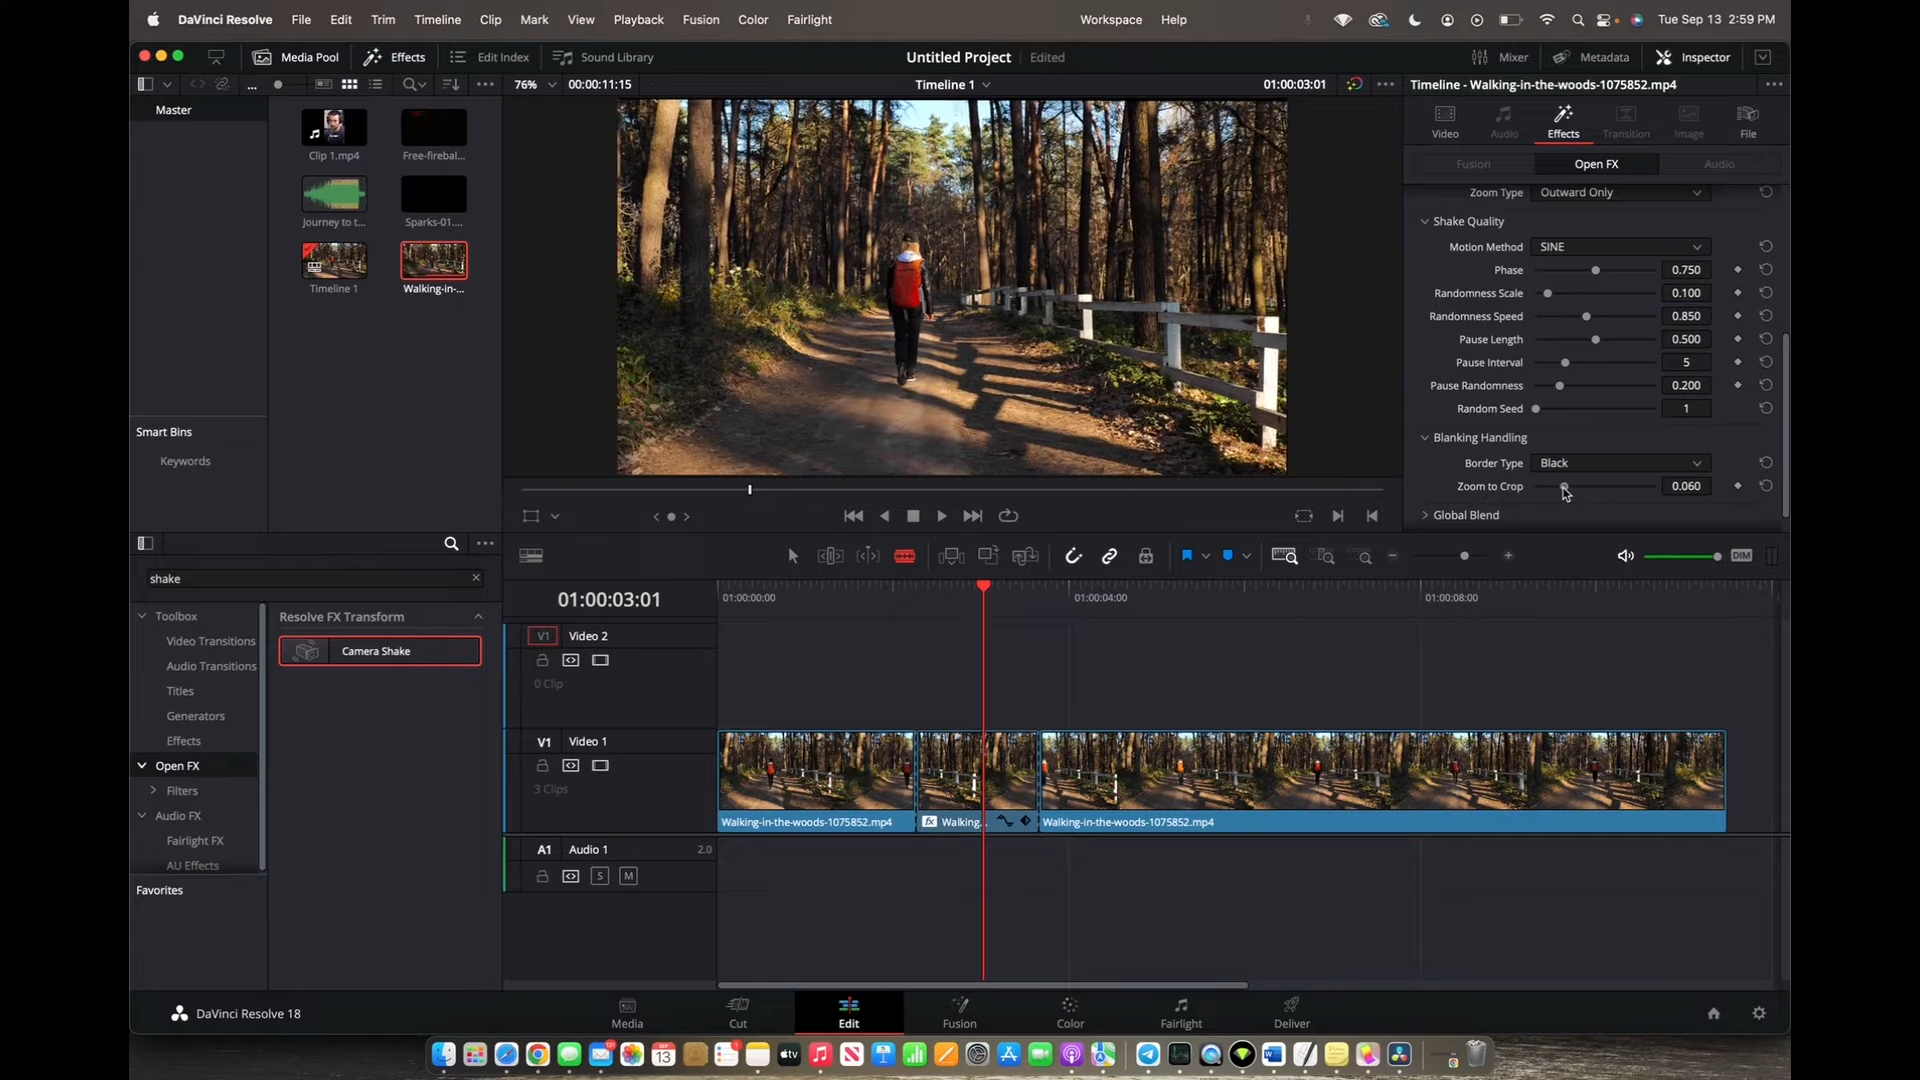 DaVinci Resolve File Edit Trim Timeline Clip Mark View Playback Fusion Color Fairlight Workspace Help Tue Sep 13 2:59 PM
Media Pool Effects Edit Index Sound Library Untitled Project Edited Mixer Metadata Inspector
... 76% 00:00:11:15 Timeline 1 01:00:03:01 Timeline - Walking-in-the-woods-1075852.mp4
Master
Clip 1.mp4 Free-firebal...
Journey to t... Sparks-01....
Timeline 1 Walking-in-...
Smart Bins
Keywords
Video Audio Effects Transition Image File
Fusion Open FX Audio
Zoom Type Outward Only
Shake Quality
Motion Method SINE
Phase 0.750
Randomness Scale 0.100
Randomness Speed 0.850
Pause Length 0.500
Pause Interval 5
Pause Randomness 0.200
Random Seed 1
Blanking Handling
Border Type Black
Zoom to Crop 0.060
Global Blend
shake
Toolbox
Video Transitions
Audio Transitions
Titles
Generators
Effects
Open FX
Filters
Audio FX
Fairlight FX
AU Effects
Favorites
Resolve FX Transform
Camera Shake
DIM
01:00:03:01 01:00:00:00 01:00:04:00 01:00:08:00
V1 Video 2
0 Clip
V1 Video 1
3 Clips
Walking-in-the-woods-1075852.mp4 fx Walking... Walking-in-the-woods-1075852.mp4
A1 Audio 1 2.0
S M
DaVinci Resolve 18 Media Cut Edit Fusion Color Fairlight Deliver